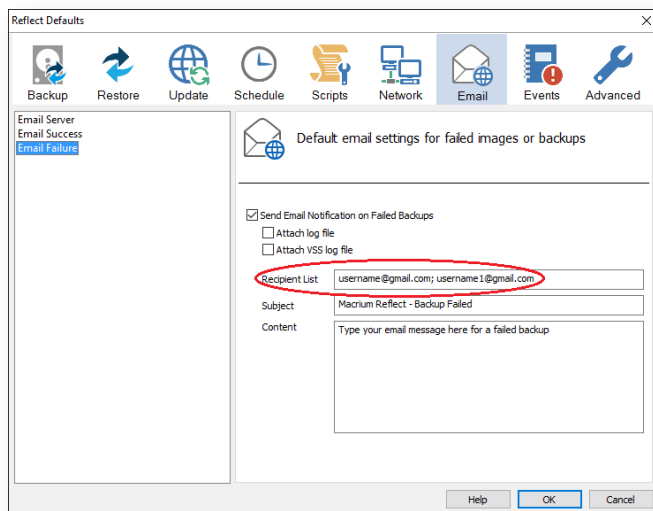 Reflect Defaults
Backup Restore Update Schedule Scripts Network Email Events Advanced
Email Server
Email Success
Email Failure
Default email settings for failed images or backups
Send Email Notification on Failed Backups
Attach log file
Attach VSS log file
Recipient List username@gmail.com; username1@gmail.com
Subject Macrium Reflect - Backup Failed
Content Type your email message here for a failed backup
Help OK Cancel